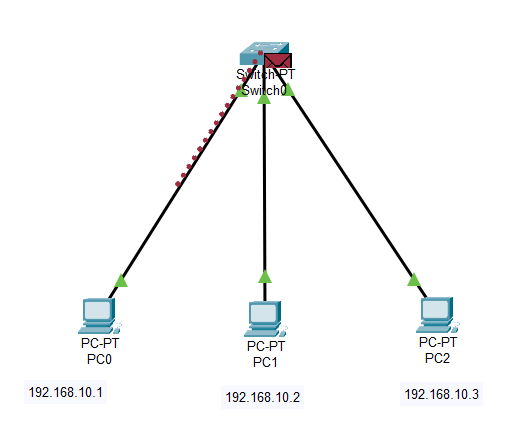 Switch-PT
Switch0
PC-PT
PC0
PC-PT
PC1
PC-PT
PC2
192.168.10.1
192.168.10.2
192.168.10.3